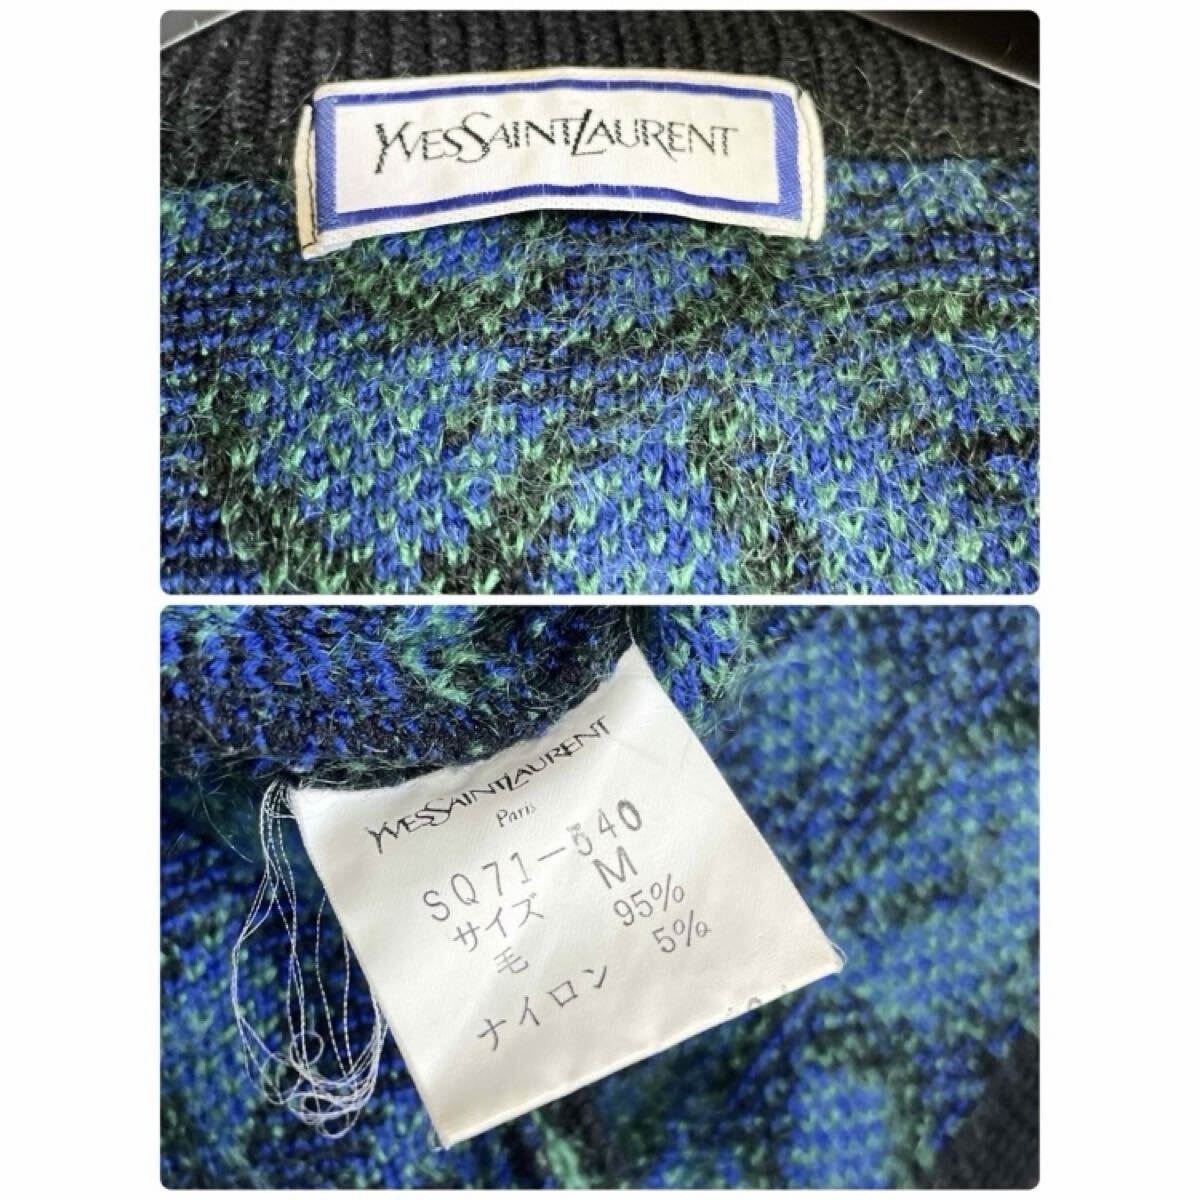 YVESSAINTLAURENT
YVESSAINTLAURENT
Paris
SQ71-540
サイズ M
毛 95%
ナイロン 5%